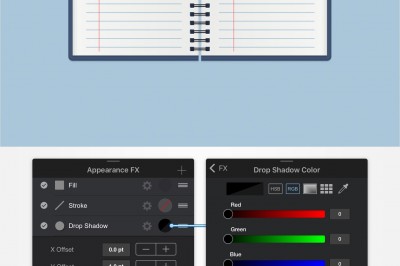 Appearance FX
FX
Drop Shadow Color
Fill
HSB
RGB
Stroke
Red
0
Drop Shadow
Green
0
X Offset
0.0 pt
Blue
0